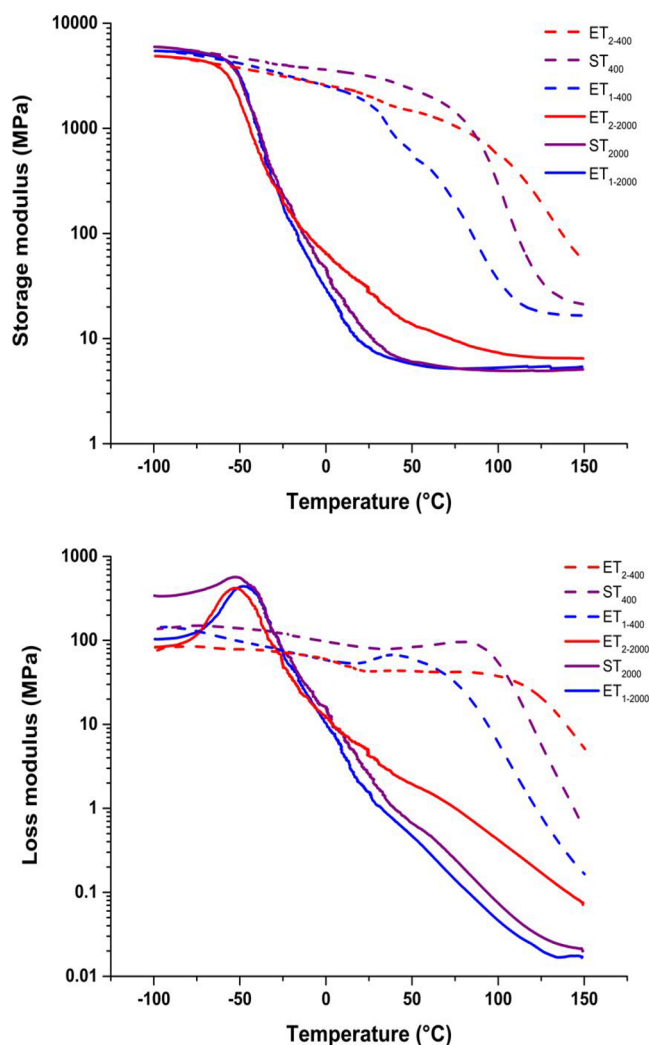 10000
1000
100
10
1
Storage modulus (MPa)
ET2-400
ST400
ET1-400
ET2-2000
ST2000
ET1-2000
-100 -50 0 50 100 150
Temperature (°C)
1000
100
10
1
0.1
0.01
Loss modulus (MPa)
ET2-400
ST400
ET1-400
ET2-2000
ST2000
ET1-2000
-100 -50 0 50 100 150
Temperature (°C)